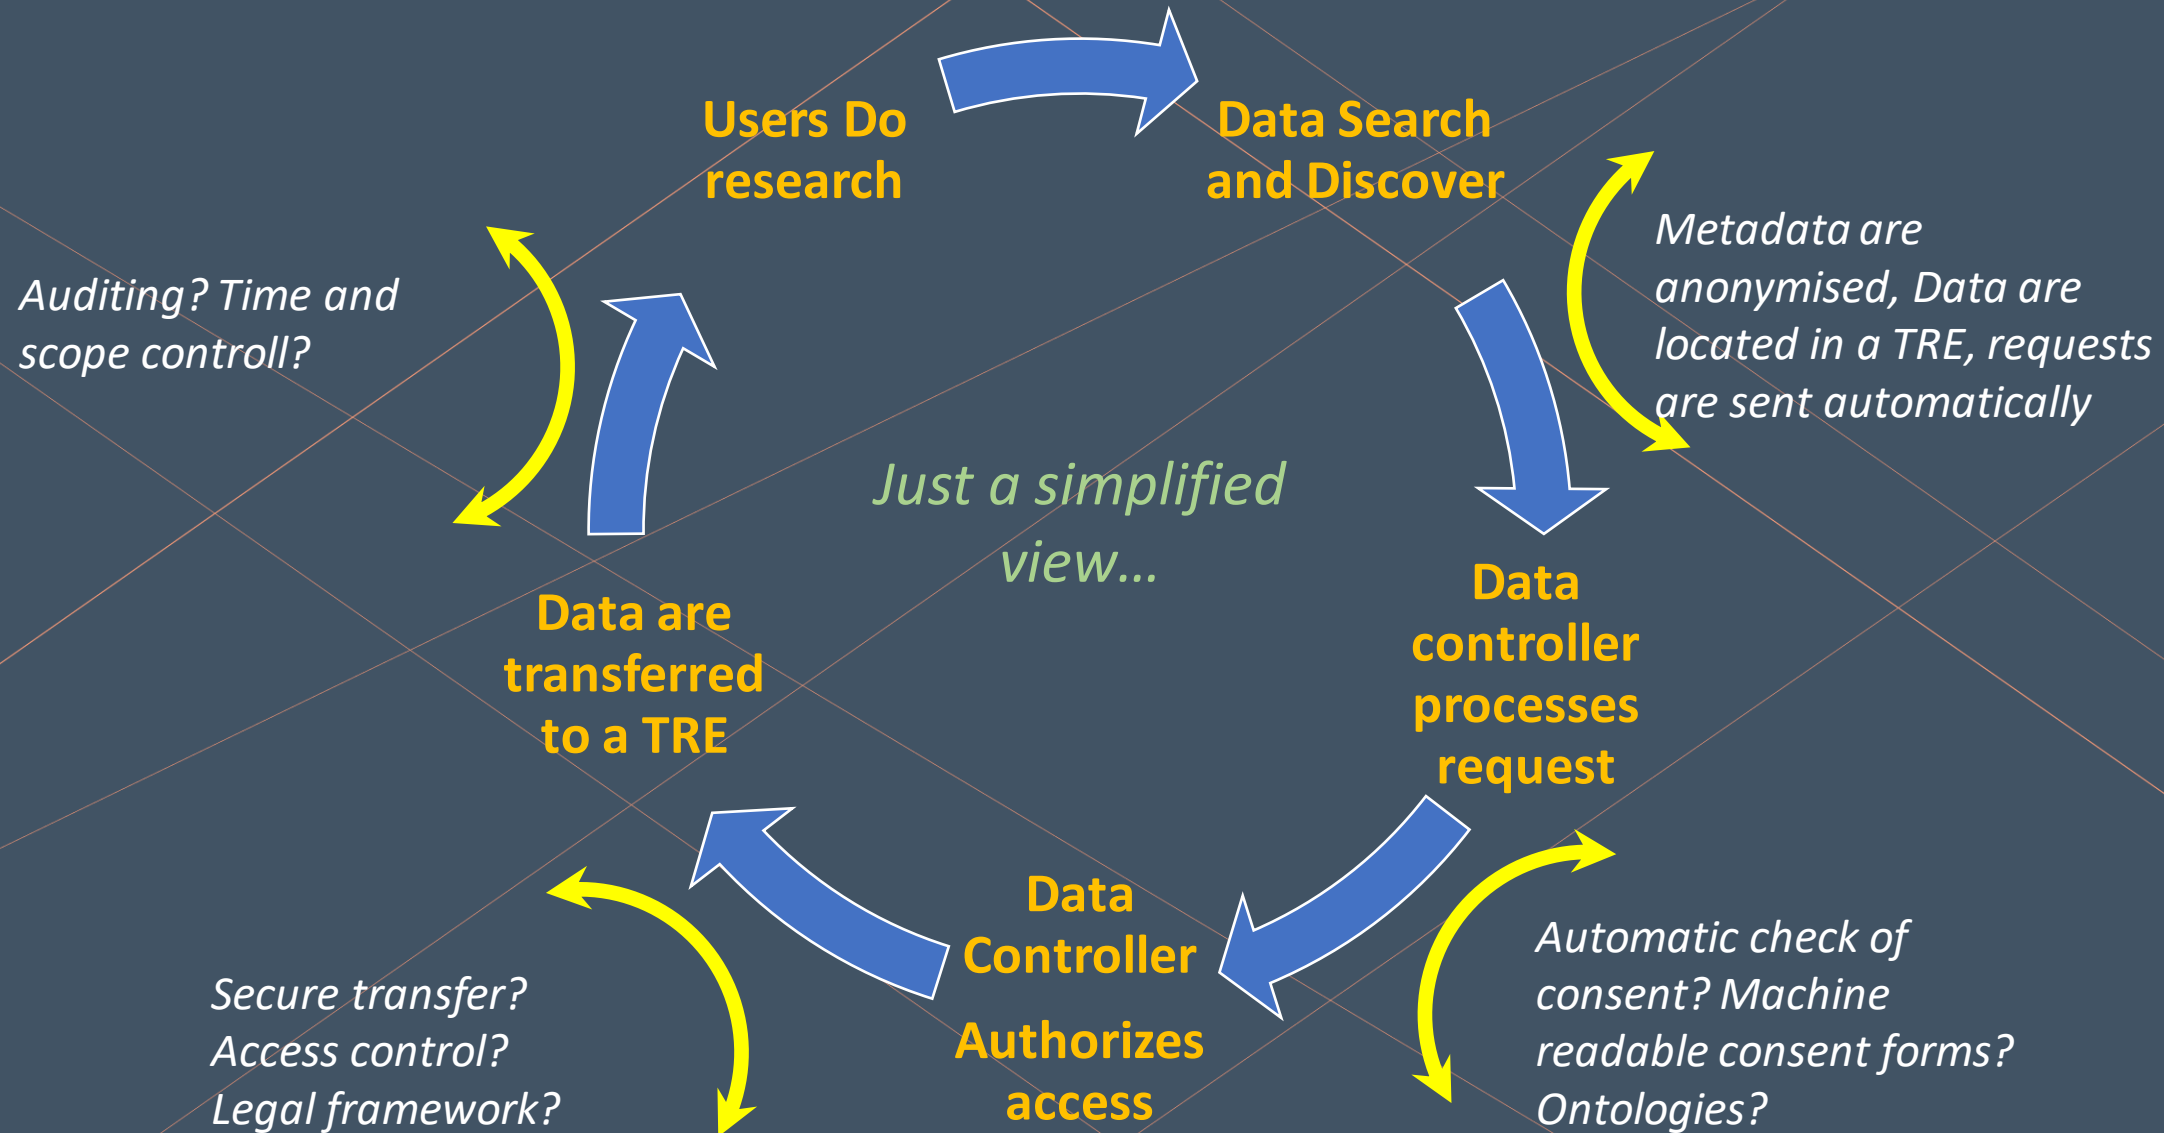 Users Do
research
Data Search
and Discover
Metadata are
anonymised, Data are
located in a TRE, requests
are sent automatically
Data
controller
processes
request
Automatic check of
consent? Machine
readable consent forms?
Ontologies?
Data
Controller
Authorizes
access
Secure transfer?
Access control?
Legal framework?
Data are
transferred
to a TRE
Auditing? Time and
scope controll?
Just a simplified
view...